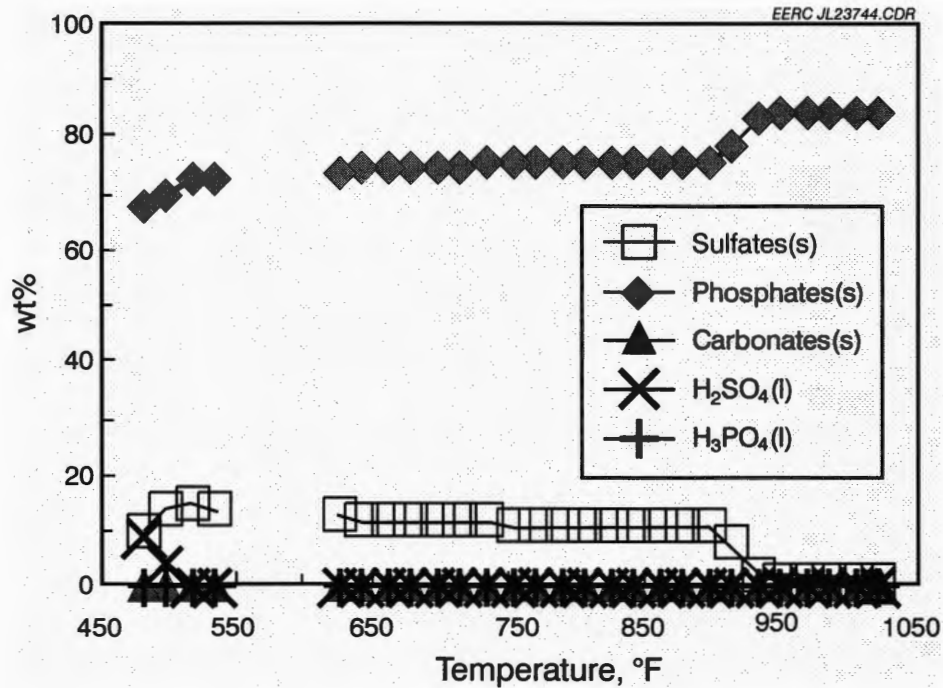 EERC JL23744.CDR
100
80
60
40
20
0
wt%
Sulfates(s)
Phosphates(s)
Carbonates(s)
H₂SO₄(l)
H₃PO₄(l)
450 550 650 750 850 950 1050
Temperature, °F